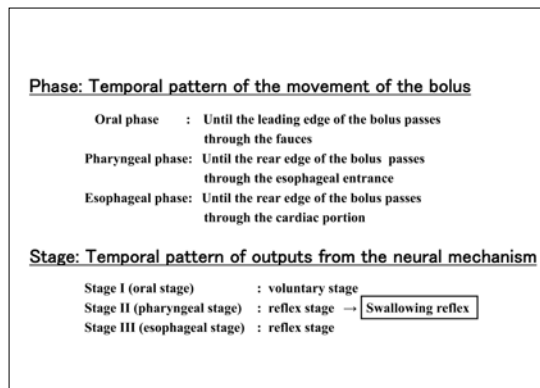 Phase: Temporal pattern of the movement of the bolus
Oral phase : Until the leading edge of the bolus passes
through the fauces
Pharyngeal phase: Until the rear edge of the bolus passes
through the esophageal entrance
Esophageal phase: Until the rear edge of the bolus passes
through the cardiac portion
Stage: Temporal pattern of outputs from the neural mechanism
Stage I (oral stage) : voluntary stage
Stage II (pharyngeal stage) : reflex stage → Swallowing reflex
Stage III (esophageal stage) : reflex stage